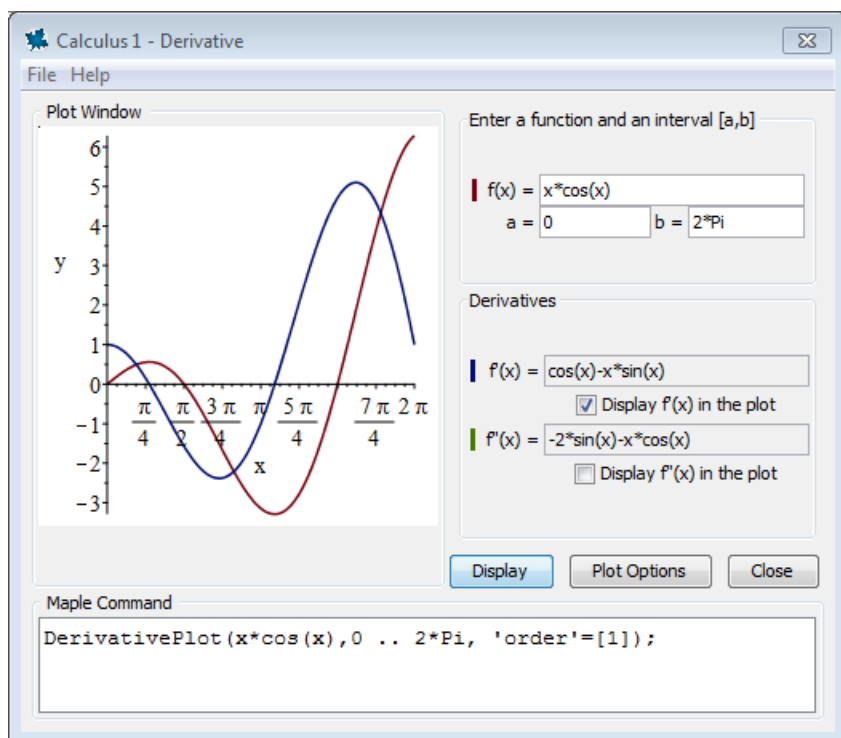 Calculus 1 - Derivative
File Help
Plot Window
6
5
4
y
3
2
1
0
π/4 π/2 3 π/4 π 5 π/4 7 π/4 2 π
−1
−2
x
−3
Enter a function and an interval [a,b]
f(x) = x*cos(x)
a = 0 b = 2*Pi
Derivatives
f'(x) = cos(x)-x*sin(x)
Display f'(x) in the plot
f''(x) = -2*sin(x)-x*cos(x)
Display f''(x) in the plot
Display Plot Options Close
Maple Command
DerivativePlot(x*cos(x),0 .. 2*Pi, 'order'=[1]);